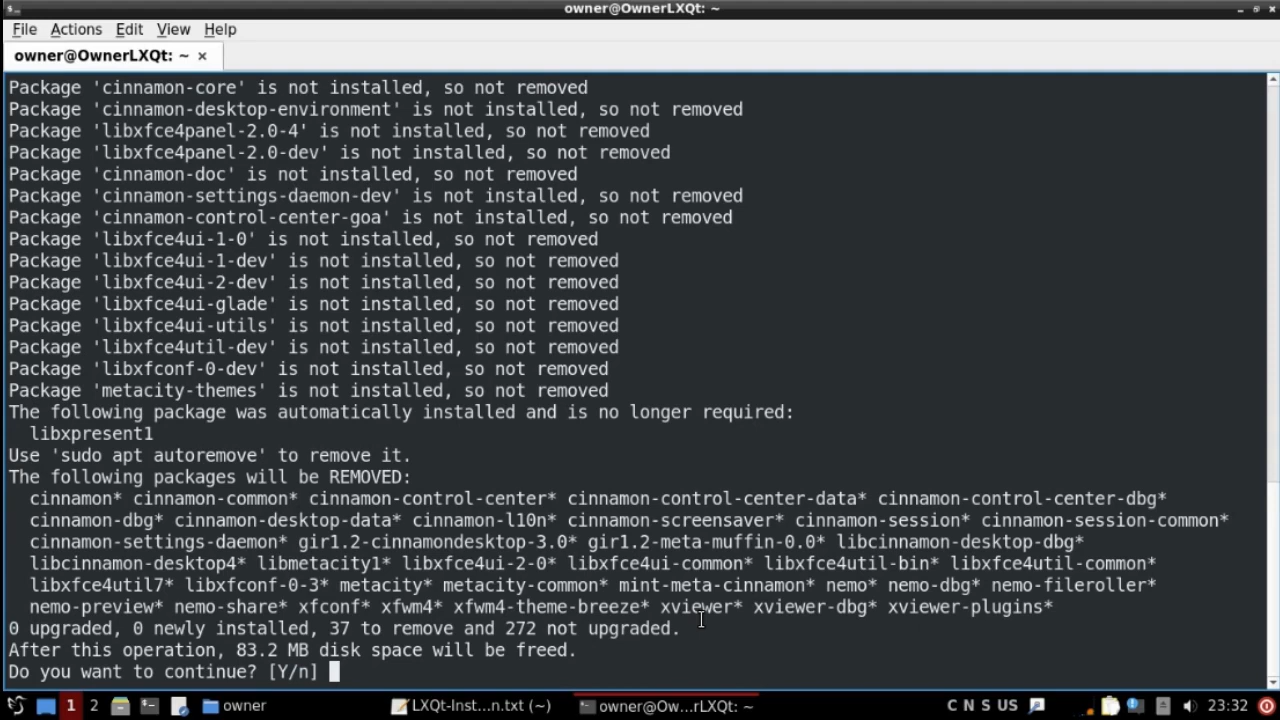 owner@OwnerLXQt: ~
File Actions Edit View Help
owner@OwnerLXQt: ~ ×
Package 'cinnamon-core' is not installed, so not removed
Package 'cinnamon-desktop-environment' is not installed, so not removed
Package 'libxfce4panel-2.0-4' is not installed, so not removed
Package 'libxfce4panel-2.0-dev' is not installed, so not removed
Package 'cinnamon-doc' is not installed, so not removed
Package 'cinnamon-settings-daemon-dev' is not installed, so not removed
Package 'cinnamon-control-center-goa' is not installed, so not removed
Package 'libxfce4ui-1-0' is not installed, so not removed
Package 'libxfce4ui-1-dev' is not installed, so not removed
Package 'libxfce4ui-2-dev' is not installed, so not removed
Package 'libxfce4ui-glade' is not installed, so not removed
Package 'libxfce4ui-utils' is not installed, so not removed
Package 'libxfce4util-dev' is not installed, so not removed
Package 'libxfconf-0-dev' is not installed, so not removed
Package 'metacity-themes' is not installed, so not removed
The following package was automatically installed and is no longer required:
libxpresent1
Use 'sudo apt autoremove' to remove it.
The following packages will be REMOVED:
cinnamon* cinnamon-common* cinnamon-control-center* cinnamon-control-center-data* cinnamon-control-center-dbg*
cinnamon-dbg* cinnamon-desktop-data* cinnamon-l10n* cinnamon-screensaver* cinnamon-session* cinnamon-session-common*
cinnamon-settings-daemon* gir1.2-cinnamondesktop-3.0* gir1.2-meta-muffin-0.0* libcinnamon-desktop-dbg*
libcinnamon-desktop4* libmetacity1* libxfce4ui-2-0* libxfce4ui-common* libxfce4util-bin* libxfce4util-common*
libxfce4util7* libxfconf-0-3* metacity* metacity-common* mint-meta-cinnamon* nemo* nemo-dbg* nemo-fileroller*
nemo-preview* nemo-share* xfconf* xfwm4* xfwm4-theme-breeze* xviewer* xviewer-dbg* xviewer-plugins*
0 upgraded, 0 newly installed, 37 to remove and 272 not upgraded.
After this operation, 83.2 MB disk space will be freed.
Do you want to continue? [Y/n]
1 2 owner LXQt-Inst...n.txt (~) owner@Ow...rLXQt: ~ C N S US 23:32